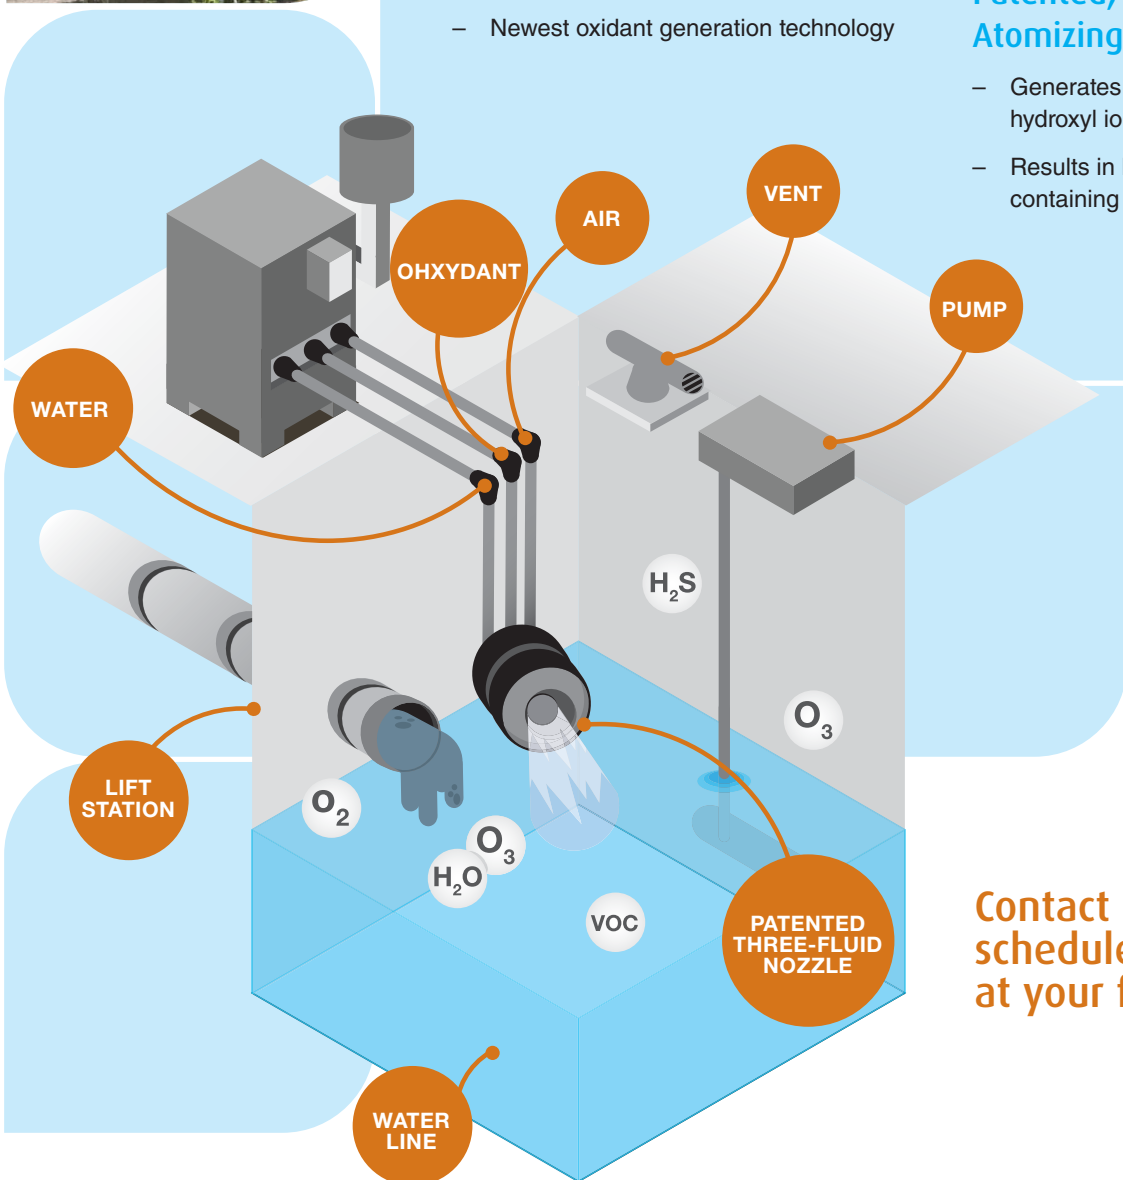 – Newest oxidant generation technology
Patented,
Atomizing
– Generates
hydroxyl
– Results in
containing
VENT
AIR
OHXYDANT
PUMP
WATER
H₂S
O₃
LIFT
STATION
O₂
O₃
H₂O
VOC
PATENTED
THREE-FLUID
NOZZLE
Contact
schedule
at your
WATER
LINE